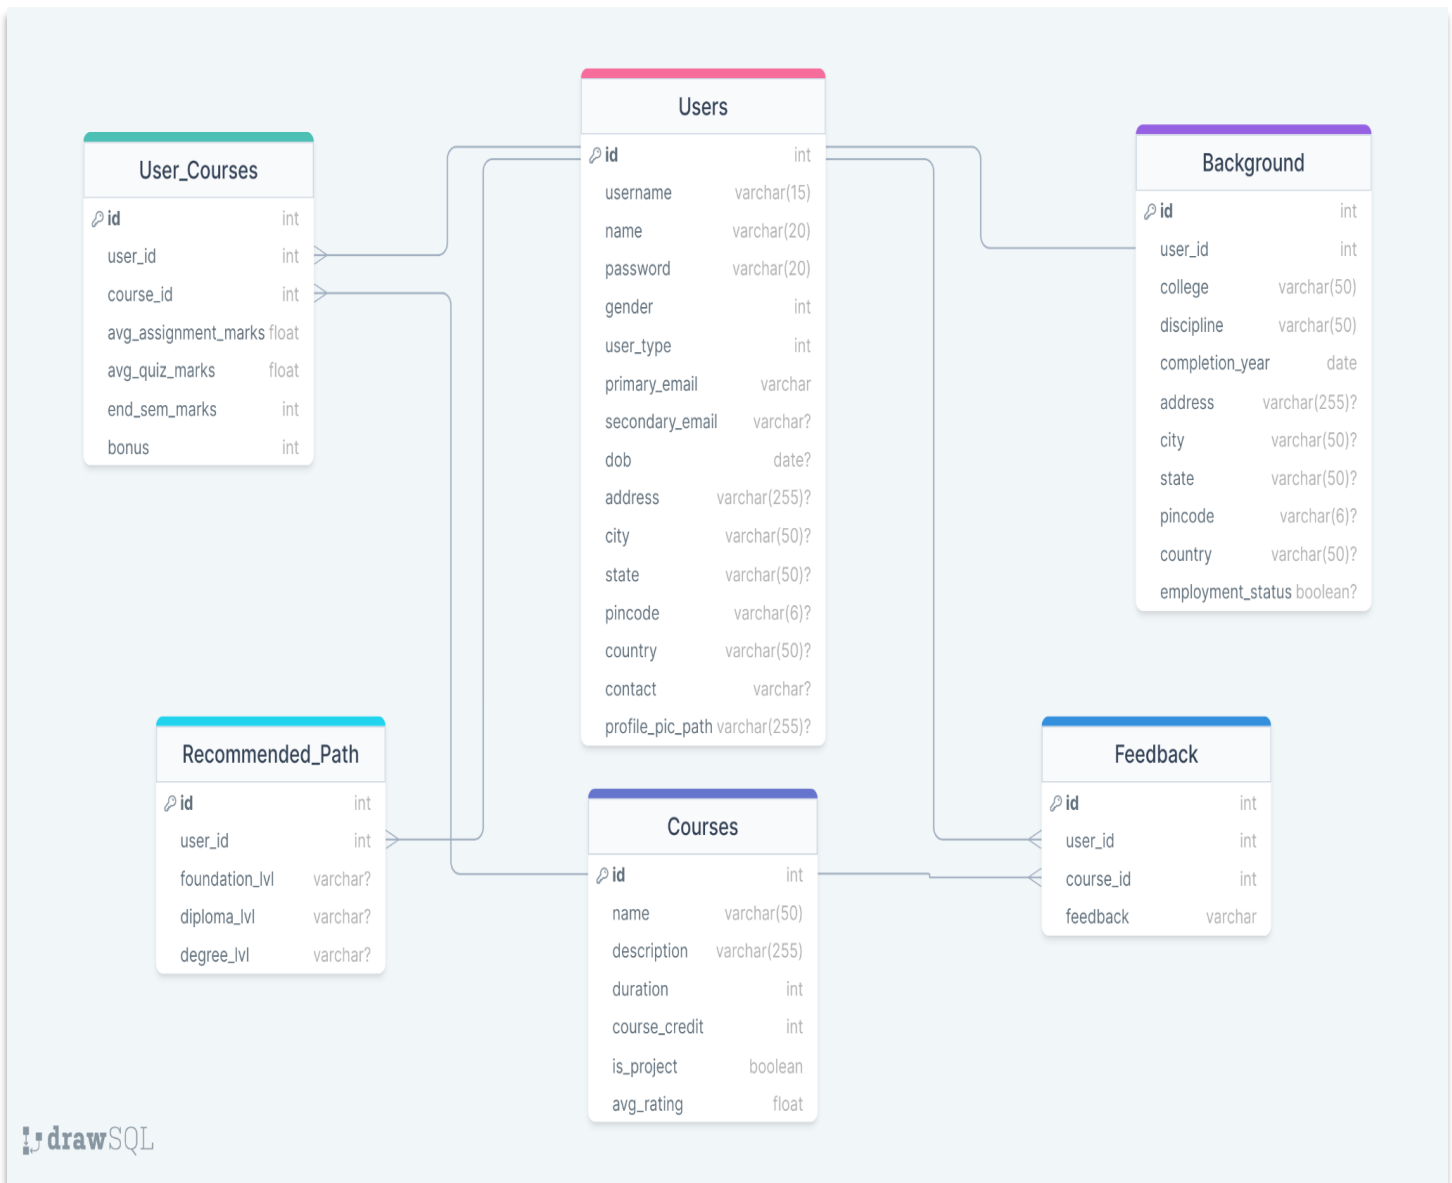 User_Courses
id int
user_id int
course_id int
avg_assignment_marks float
avg_quiz_marks float
end_sem_marks int
bonus int
Users
id int
username varchar(15)
name varchar(20)
password varchar(20)
gender int
user_type int
primary_email varchar
secondary_email varchar?
dob date?
address varchar(255)?
city varchar(50)?
state varchar(50)?
pincode varchar(6)?
country varchar(50)?
contact varchar?
profile_pic_path varchar(255)?
Background
id int
user_id int
college varchar(50)
discipline varchar(50)
completion_year date
address varchar(255)?
city varchar(50)?
state varchar(50)?
pincode varchar(6)?
country varchar(50)?
employment_status boolean?
Recommended_Path
id int
user_id int
foundation_lvl varchar?
diploma_lvl varchar?
degree_lvl varchar?
Courses
id int
name varchar(50)
description varchar(255)
duration int
course_credit int
is_project boolean
avg_rating float
Feedback
id int
user_id int
course_id int
feedback varchar
drawSQL